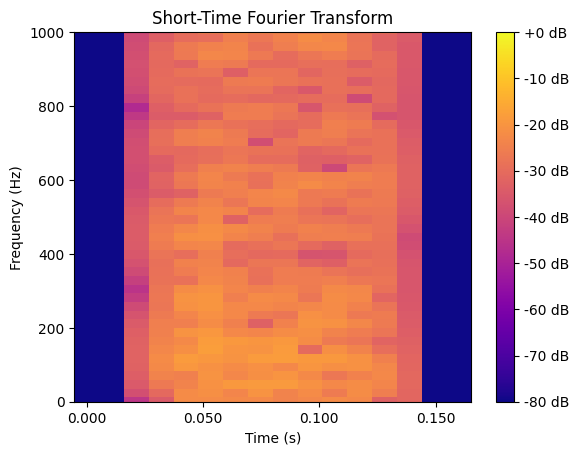 Short-Time Fourier Transform
1000
800
600
400
200
0
Frequency (Hz)
0.000
0.050
0.100
0.150
Time (s)
+0 dB
-10 dB
-20 dB
-30 dB
-40 dB
-50 dB
-60 dB
-70 dB
-80 dB